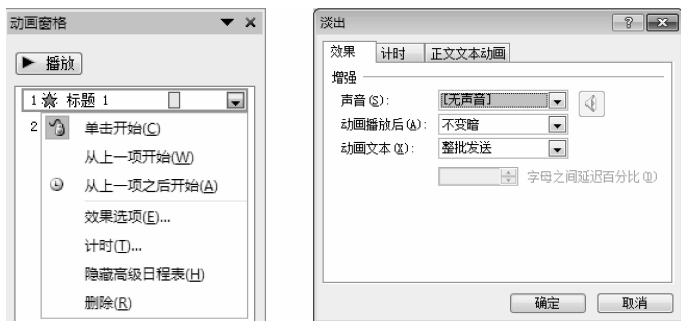 动画窗格
播放
1 标题 1
2 单击开始(C)
从上一项开始(W)
从上一项之后开始(A)
效果选项(E)...
计时(T)...
隐藏高级日程表(H)
删除(R)
淡出
效果 计时 正文文本动画
增强
声音(S): [无声音]
动画播放后(A): 不变暗
动画文本(X): 整批发送
字母之间延迟百分比(D)
确定 取消